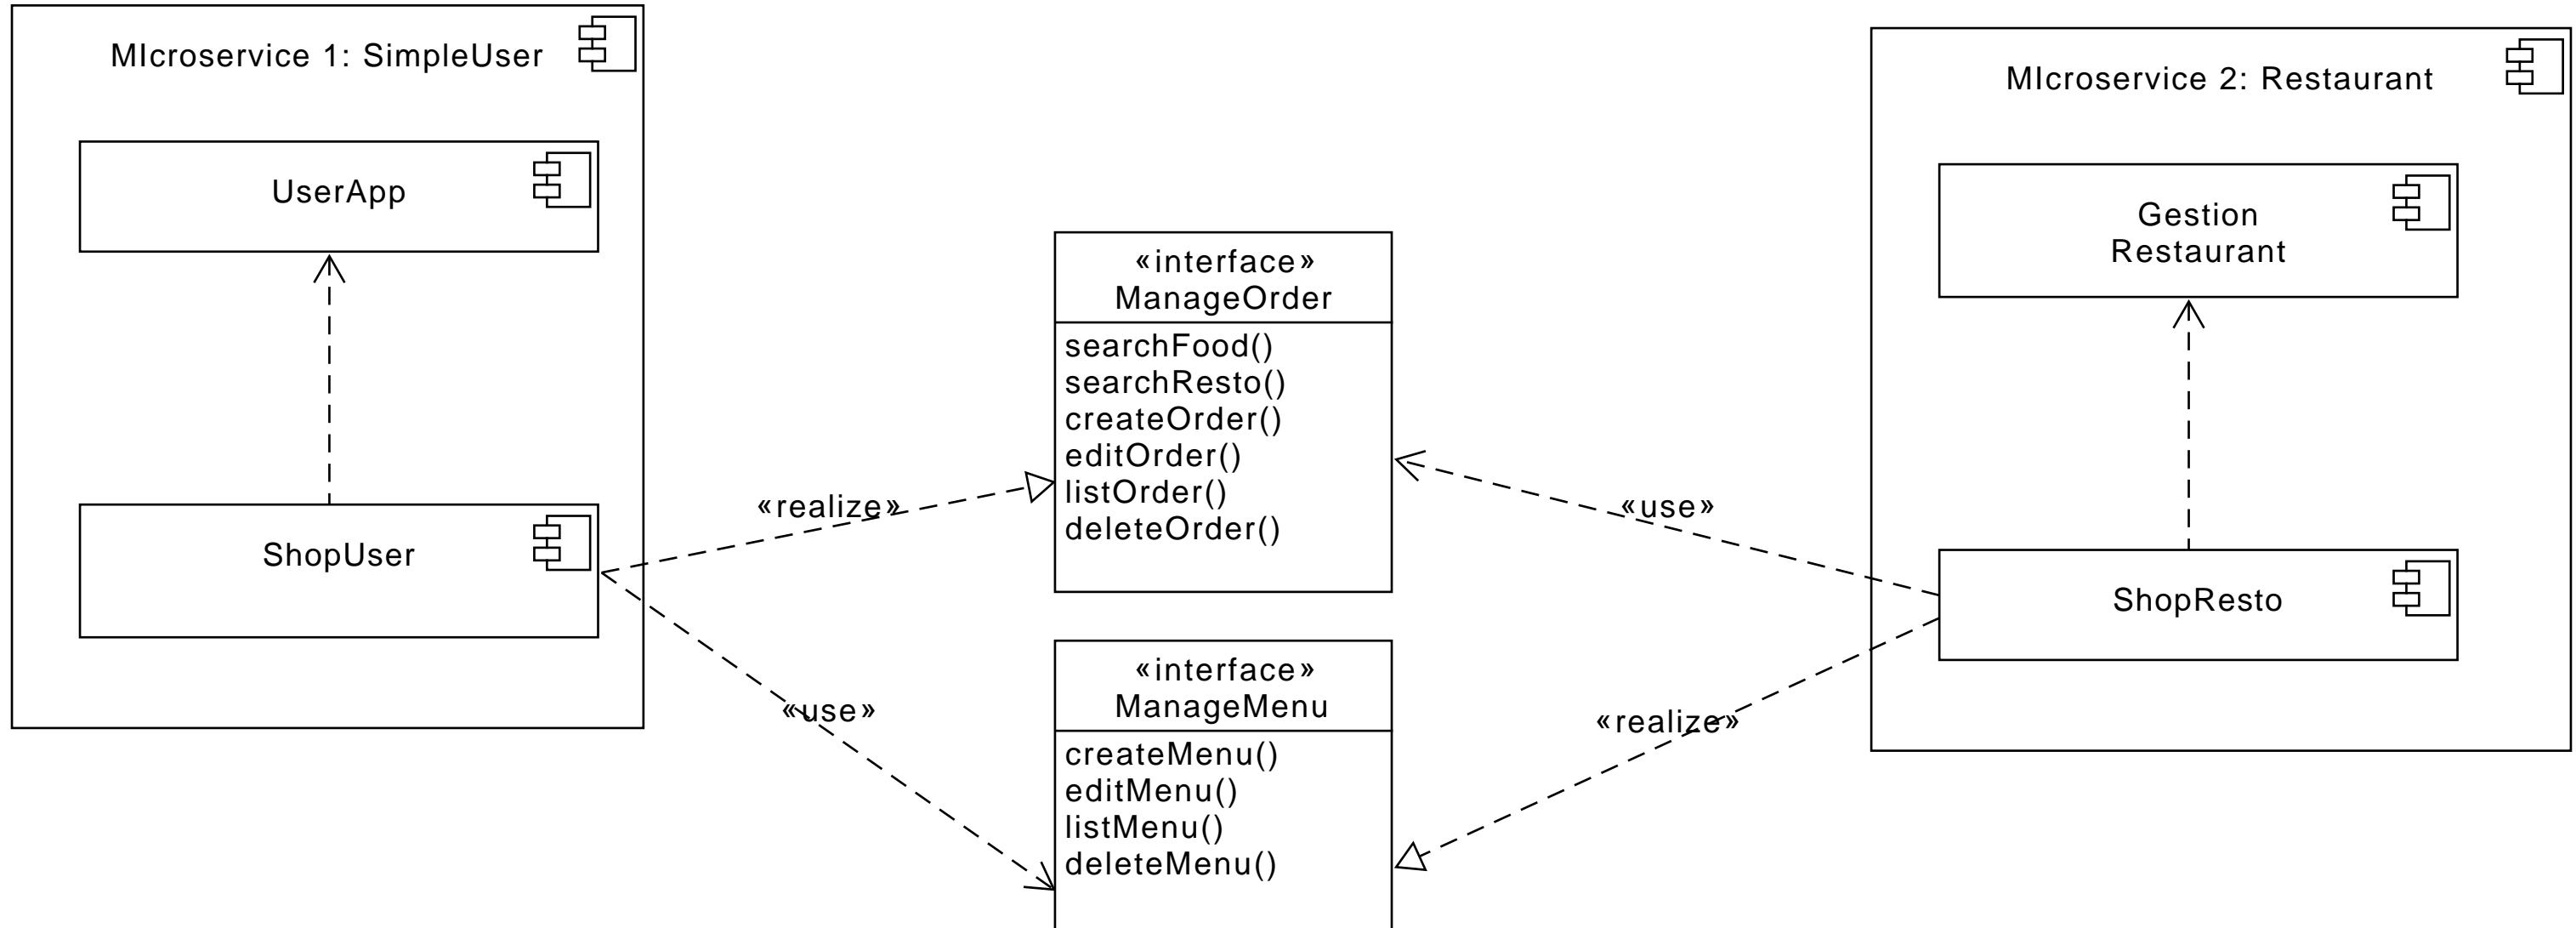 MIcroservice 1: SimpleUser
UserApp
ShopUser
«realize»
«use»
«interface»
ManageOrder
searchFood()
searchResto()
createOrder()
editOrder()
listOrder()
deleteOrder()
«interface»
ManageMenu
createMenu()
editMenu()
listMenu()
deleteMenu()
«use»
«realize»
MIcroservice 2: Restaurant
Gestion
Restaurant
ShopResto